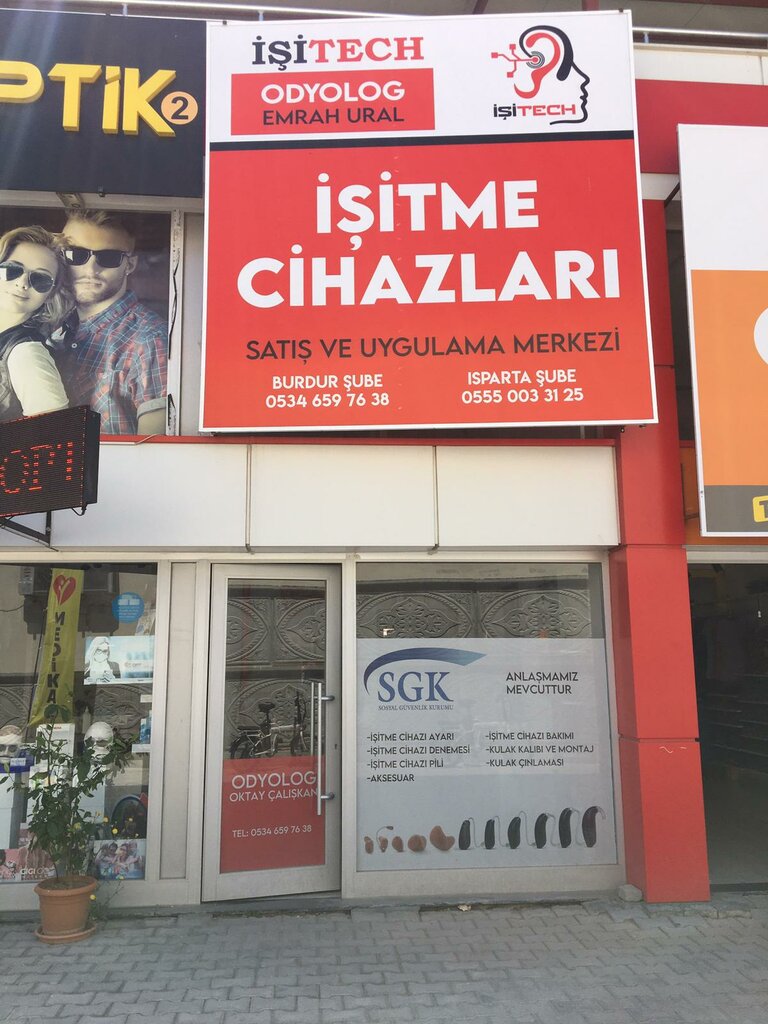 PTİK 2
İŞİTECH
ODYOLOG
EMRAH URAL
İŞİTECH
İŞİTME
CİHAZLARI
SATIŞ VE UYGULAMA MERKEZİ
BURDUR ŞUBE
0534 659 76 38
ISPARTA ŞUBE
0555 003 31 25
OPT
MEDİKA
SGK
SOSYAL GÜVENLİK KURUMU
ANLAŞMAMIZ
MEVCUTTUR
-İŞİTME CİHAZI AYARI
-İŞİTME CİHAZI DENEMESİ
-İŞİTME CİHAZI PİLİ
-AKSESUAR
-İŞİTME CİHAZI BAKIMI
-KULAK KALIBI VE MONTAJ
-KULAK ÇINLAMASI
ODYOLOG
OKTAY ÇALIŞKAN
TEL: 0534 659 76 38